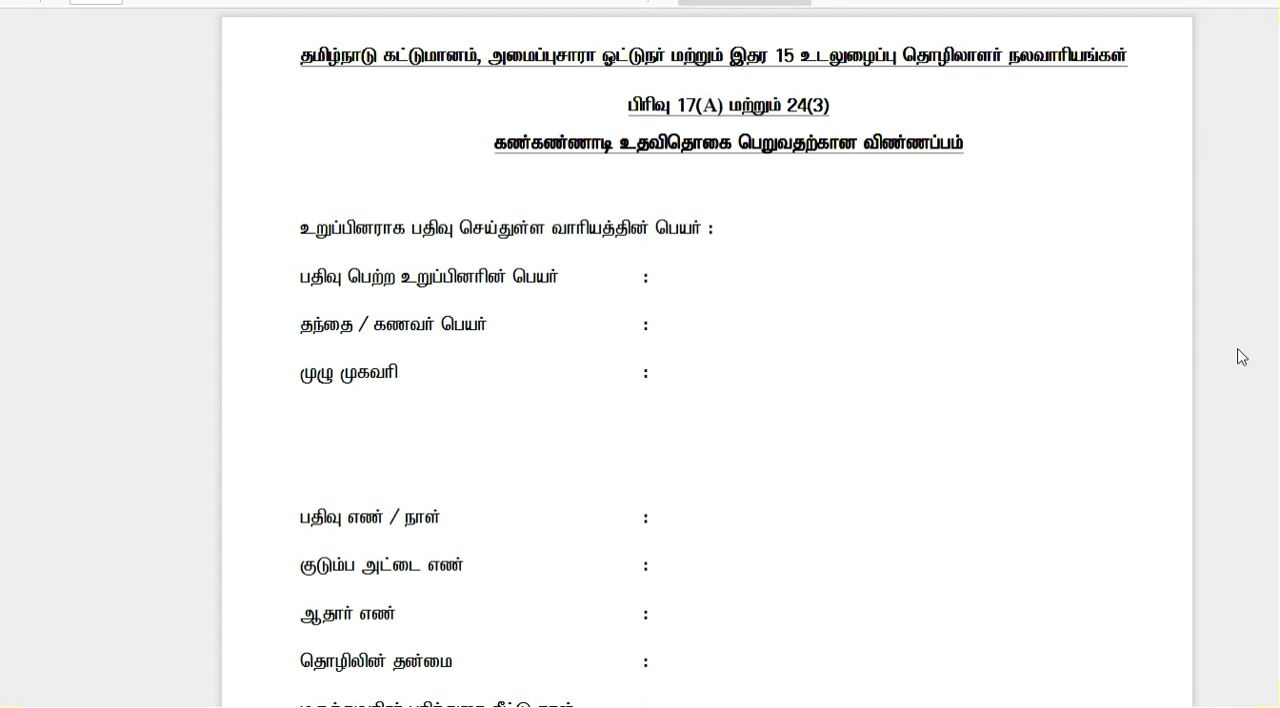 தமிழ்நாடு கட்டுமானம், அமைப்புசாரா ஓட்டுநர் மற்றும் இதர 15 உடலுழைப்பு தொழிலாளர் நலவாரியங்கள்
பிரிவு 17(A) மற்றும் 24(3)
கண்கண்ணாடி உதவிதொகை பெறுவதற்கான விண்ணப்பம்
உறுப்பினராக பதிவு செய்துள்ள வாரியத்தின் பெயர் :
பதிவு பெற்ற உறுப்பினரின் பெயர் :
தந்தை / கணவர் பெயர் :
முழு முகவரி :
பதிவு எண் / நாள் :
குடும்ப அட்டை எண் :
ஆதார் எண் :
தொழிலின் தன்மை :